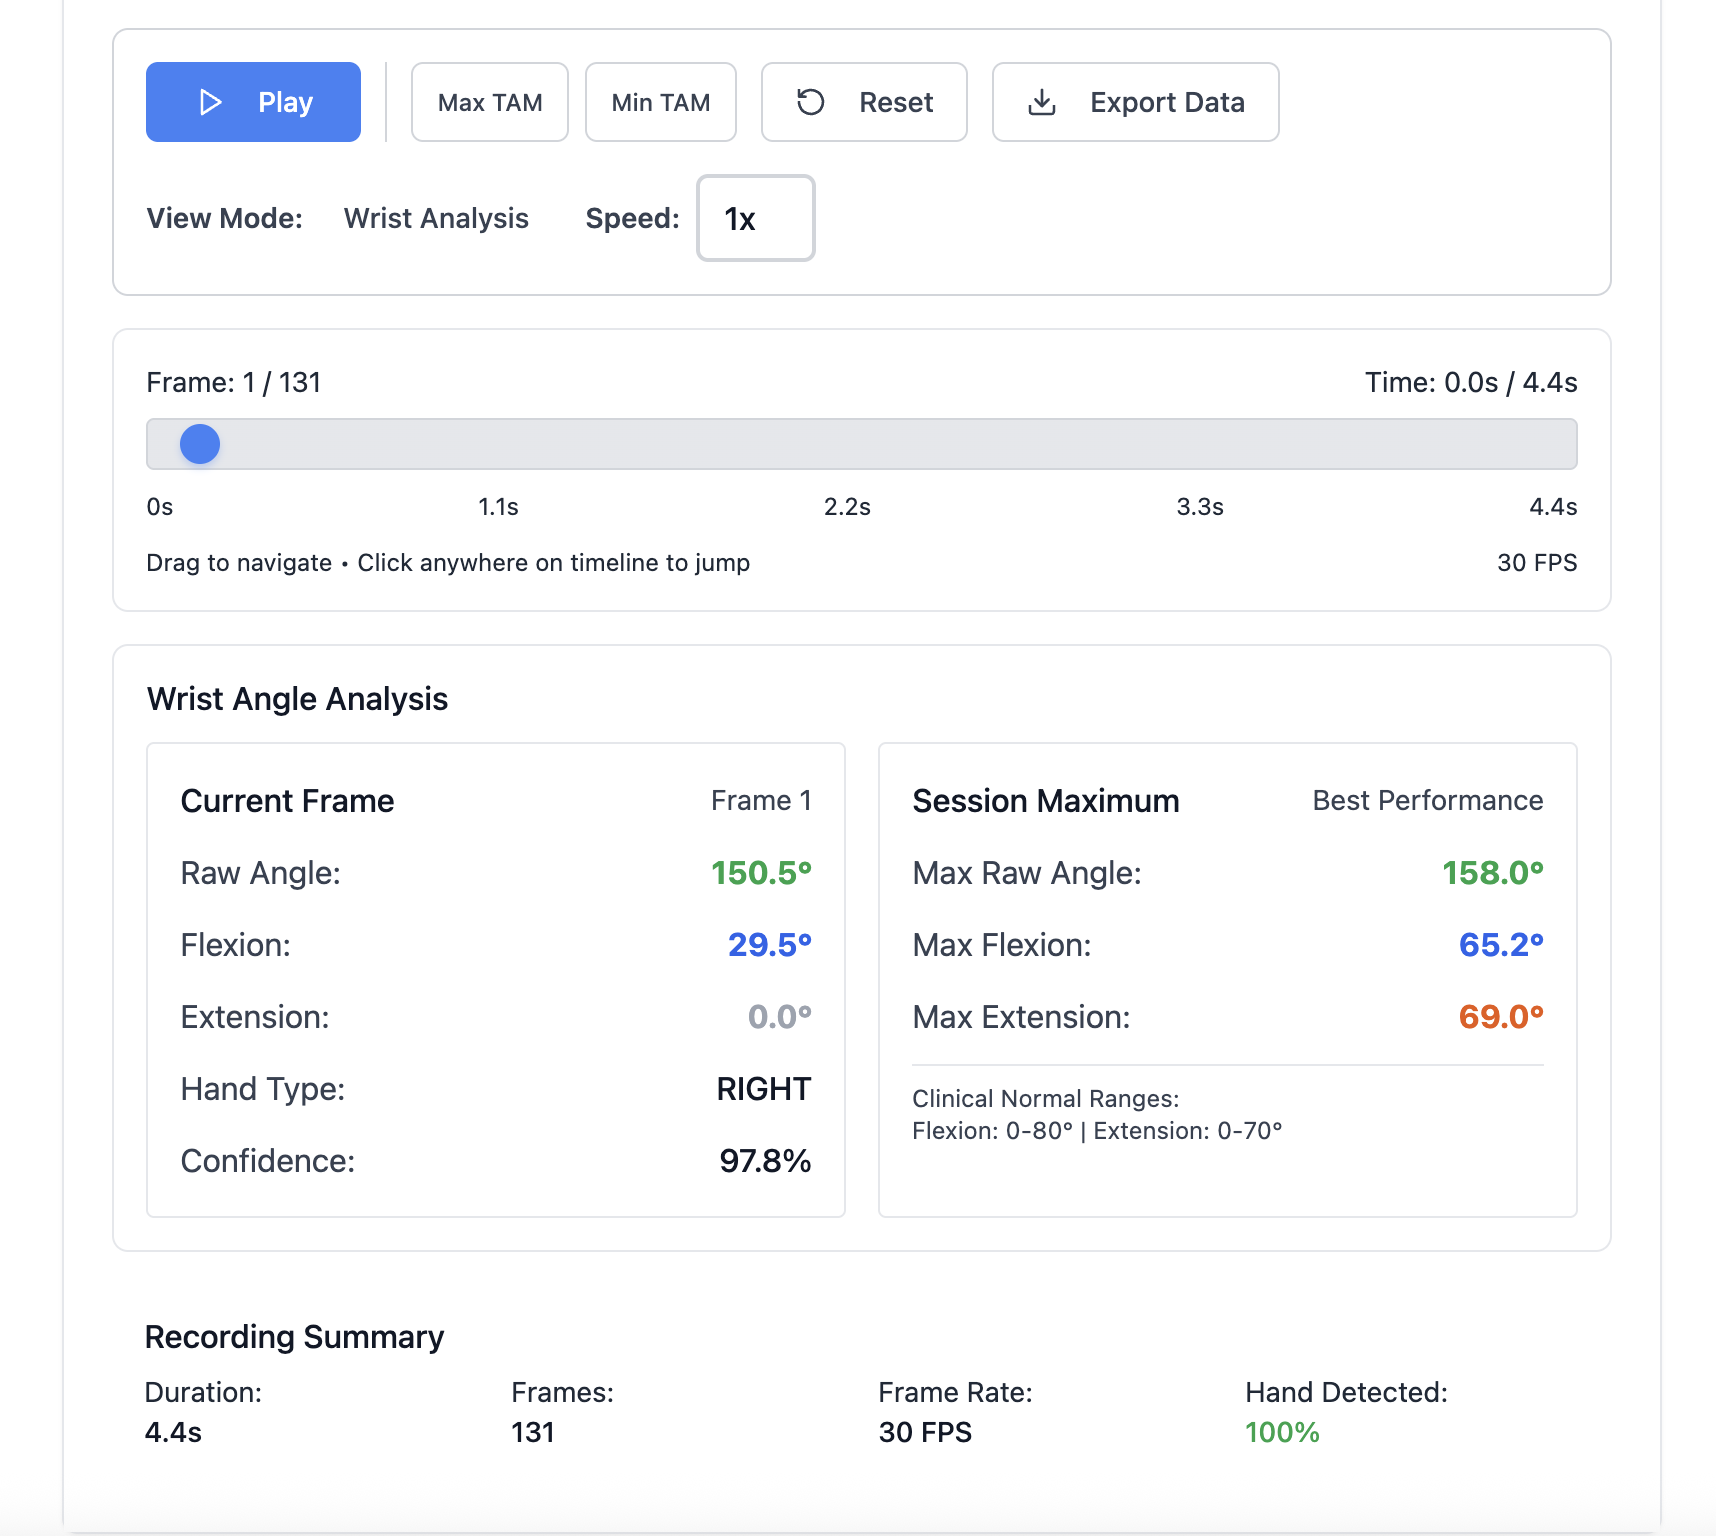 Play
Max TAM
Min TAM
Reset
Export Data
View Mode: Wrist Analysis Speed: 1x
Frame: 1 / 131 Time: 0.0s / 4.4s
0s 1.1s 2.2s 3.3s 4.4s
Drag to navigate • Click anywhere on timeline to jump 30 FPS
Wrist Angle Analysis
Current Frame Frame 1
Raw Angle: 150.5°
Flexion: 29.5°
Extension: 0.0°
Hand Type: RIGHT
Confidence: 97.8%
Session Maximum Best Performance
Max Raw Angle: 158.0°
Max Flexion: 65.2°
Max Extension: 69.0°
Clinical Normal Ranges:
Flexion: 0-80° | Extension: 0-70°
Recording Summary
Duration:
4.4s
Frames:
131
Frame Rate:
30 FPS
Hand Detected:
100%